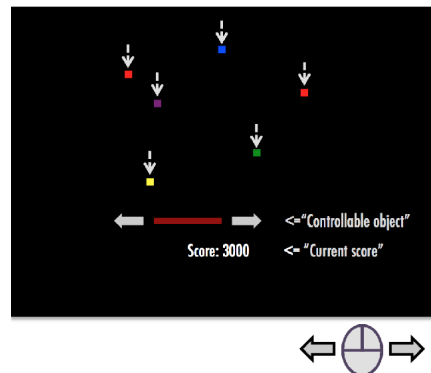 <="Controllable object"
Score: 3000 <= "Current score"